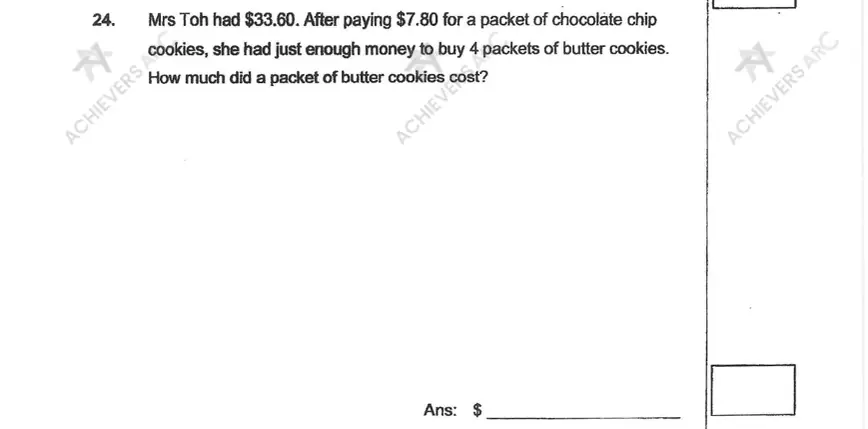 24. Mrs Toh had $33.60. After paying $7.80 for a packet of chocolate chip
cookies, she had just enough money to buy 4 packets of butter cookies.
How much did a packet of butter cookies cost?
ACHIEVERS ARC
ACHIEVERS ARC
ACHIEVERS ARC
Ans: $ ____________________